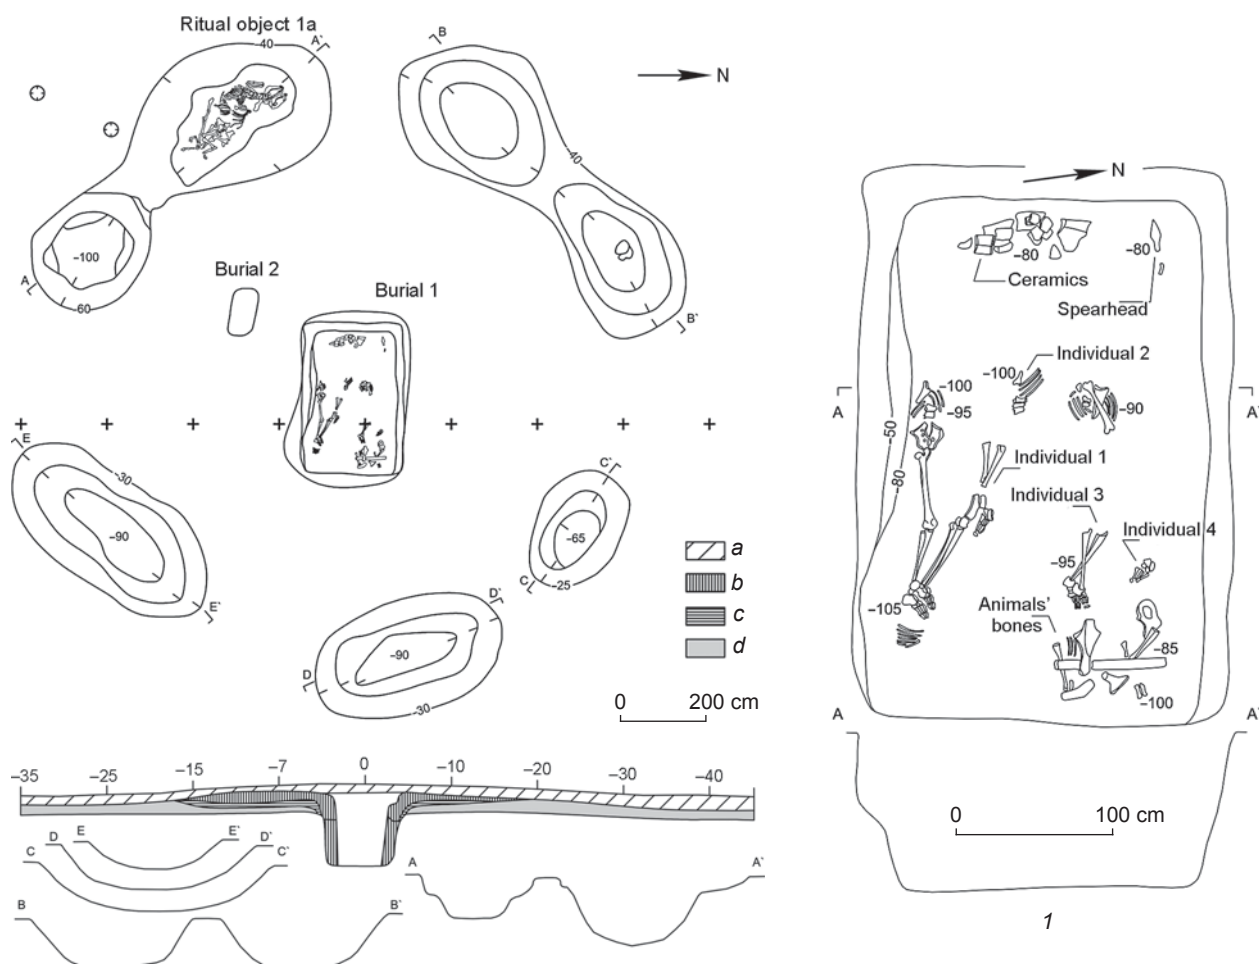 Ritual object 1a
A`
-40
B
N
-40
-100
A
60
Burial 2
Burial 1
B`
E
-30
-90
E`
C`
-65
C
-25
D`
-90
D
-30
a
b
c
d
0 200 cm
-35 -25 -15 -7 0 -10 -20 -30 -40
E E`
D D`
C C`
B B`
A A`
N
-80
Ceramics
-80
Spearhead
Individual 2
-100
-100
-95
-90
A A`
-50
-80
Individual 1
Individual 3
Individual 4
-95
-105
Animals'
bones
-85
-100
A A`
0 100 cm
1